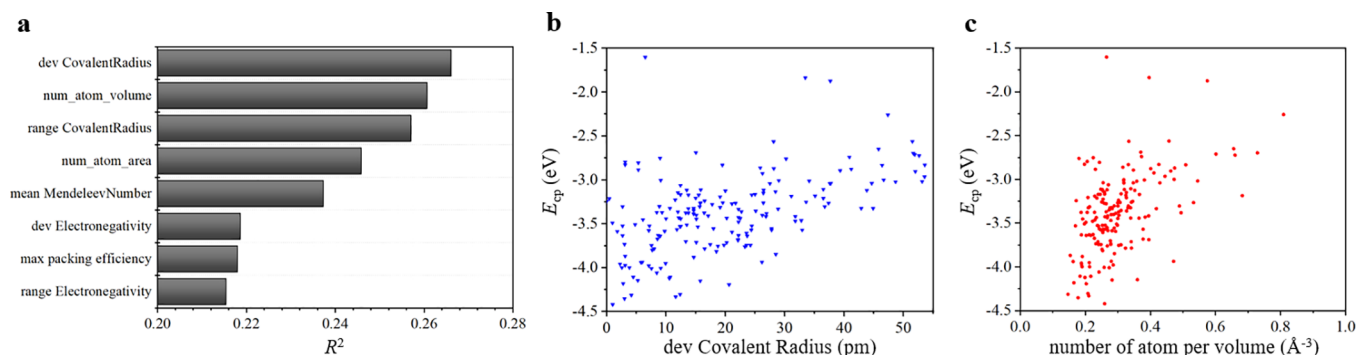 a
dev CovalentRadius
num_atom_volume
range CovalentRadius
num_atom_area
mean MendeleevNumber
dev Electronegativity
max packing efficiency
range Electronegativity
0.20 0.22 0.24 0.26 0.28
R²
b
-1.5
-2.0
-2.5
-3.0
-3.5
-4.0
-4.5
E_cp (eV)
0 10 20 30 40 50
dev Covalent Radius (pm)
c
-1.5
-2.0
-2.5
-3.0
-3.5
-4.0
-4.5
E_cp (eV)
0.0 0.2 0.4 0.6 0.8 1.0
number of atom per volume (Å⁻³)